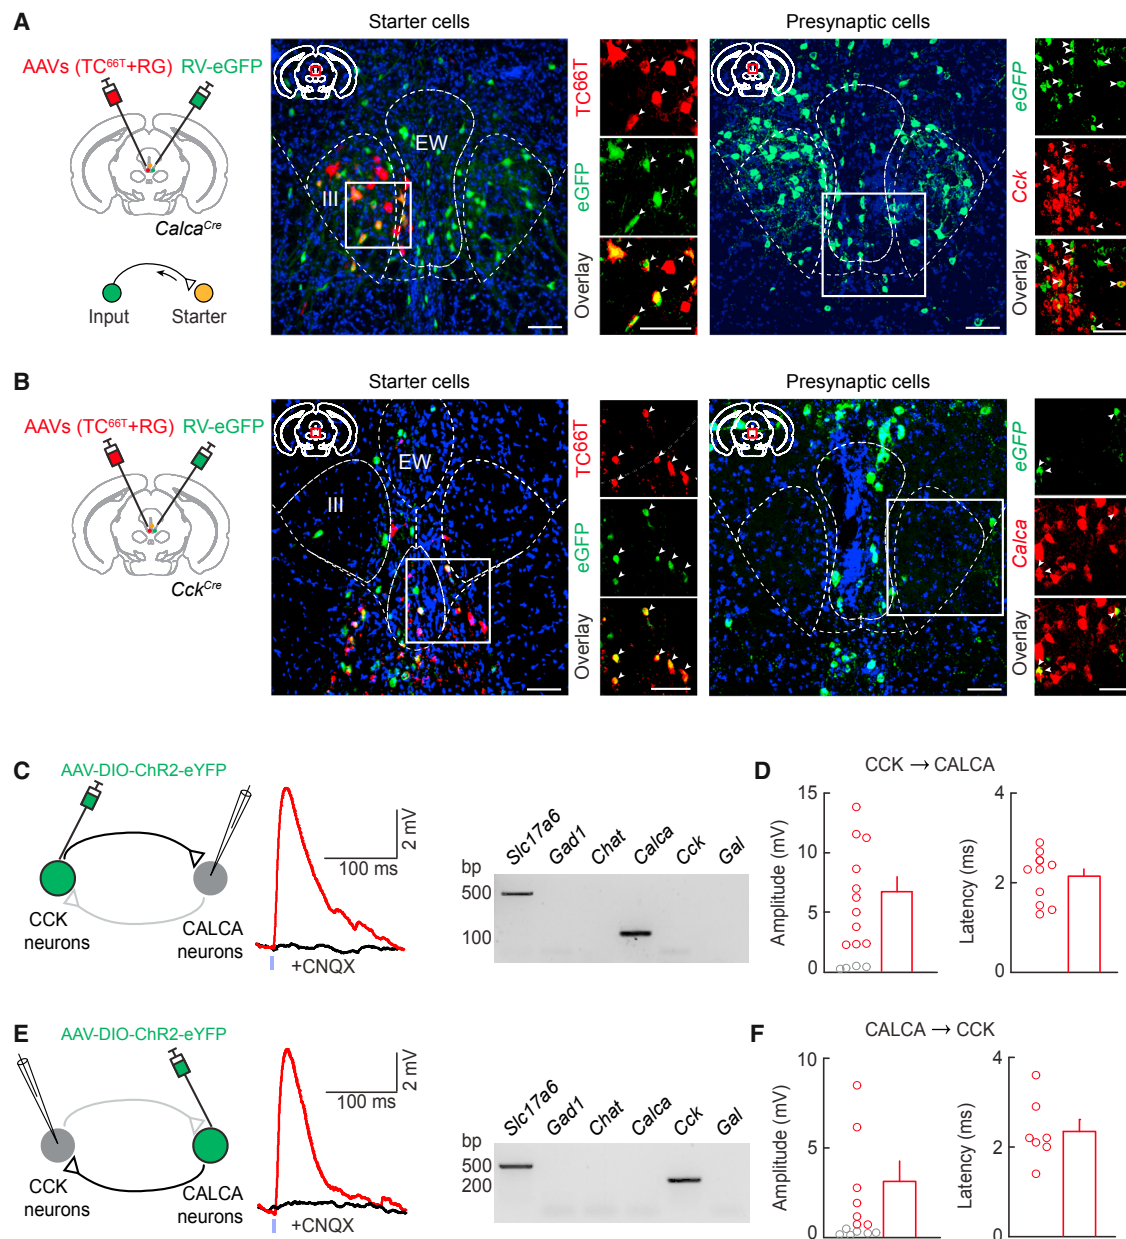 A
Starter cells
Presynaptic cells
AAVs (TC66T+RG) RV-eGFP
CalcaCre
Input
Starter
EW
III
TC66T
eGFP
Overlay
eGFP
Cck
Overlay
B
Starter cells
Presynaptic cells
AAVs (TC66T+RG) RV-eGFP
CckCre
EW
III
TC66T
eGFP
Overlay
eGFP
Calca
Overlay
C
AAV-DIO-ChR2-eYFP
CCK
neurons
CALCA
neurons
2 mV
100 ms
+CNQX
Slc17a6
Gad1
Chat
Calca
Cck
Gal
bp
500
100
D
CCK → CALCA
Amplitude (mV)
15
10
5
0
Latency (ms)
4
2
0
E
AAV-DIO-ChR2-eYFP
CCK
neurons
CALCA
neurons
2 mV
100 ms
+CNQX
Slc17a6
Gad1
Chat
Calca
Cck
Gal
bp
500
200
F
CALCA → CCK
Amplitude (mV)
10
5
0
Latency (ms)
4
2
0